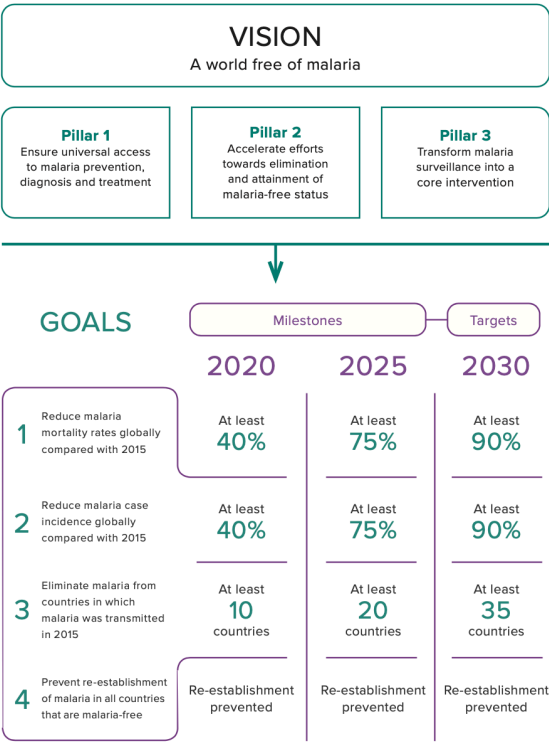 VISION
A world free of malaria
Pillar 1
Ensure universal access
to malaria prevention,
diagnosis and treatment
Pillar 2
Accelerate efforts
towards elimination
and attainment of
malaria-free status
Pillar 3
Transform malaria
surveillance into a
core intervention
GOALS
Milestones
Targets
2020
2025
2030
1
Reduce malaria
mortality rates globally
compared with 2015
At least
40%
At least
75%
At least
90%
2
Reduce malaria case
incidence globally
compared with 2015
At least
40%
At least
75%
At least
90%
3
Eliminate malaria from
countries in which
malaria was transmitted
in 2015
At least
10
countries
At least
20
countries
At least
35
countries
4
Prevent re-establishment
of malaria in all countries
that are malaria-free
Re-establishment
prevented
Re-establishment
prevented
Re-establishment
prevented